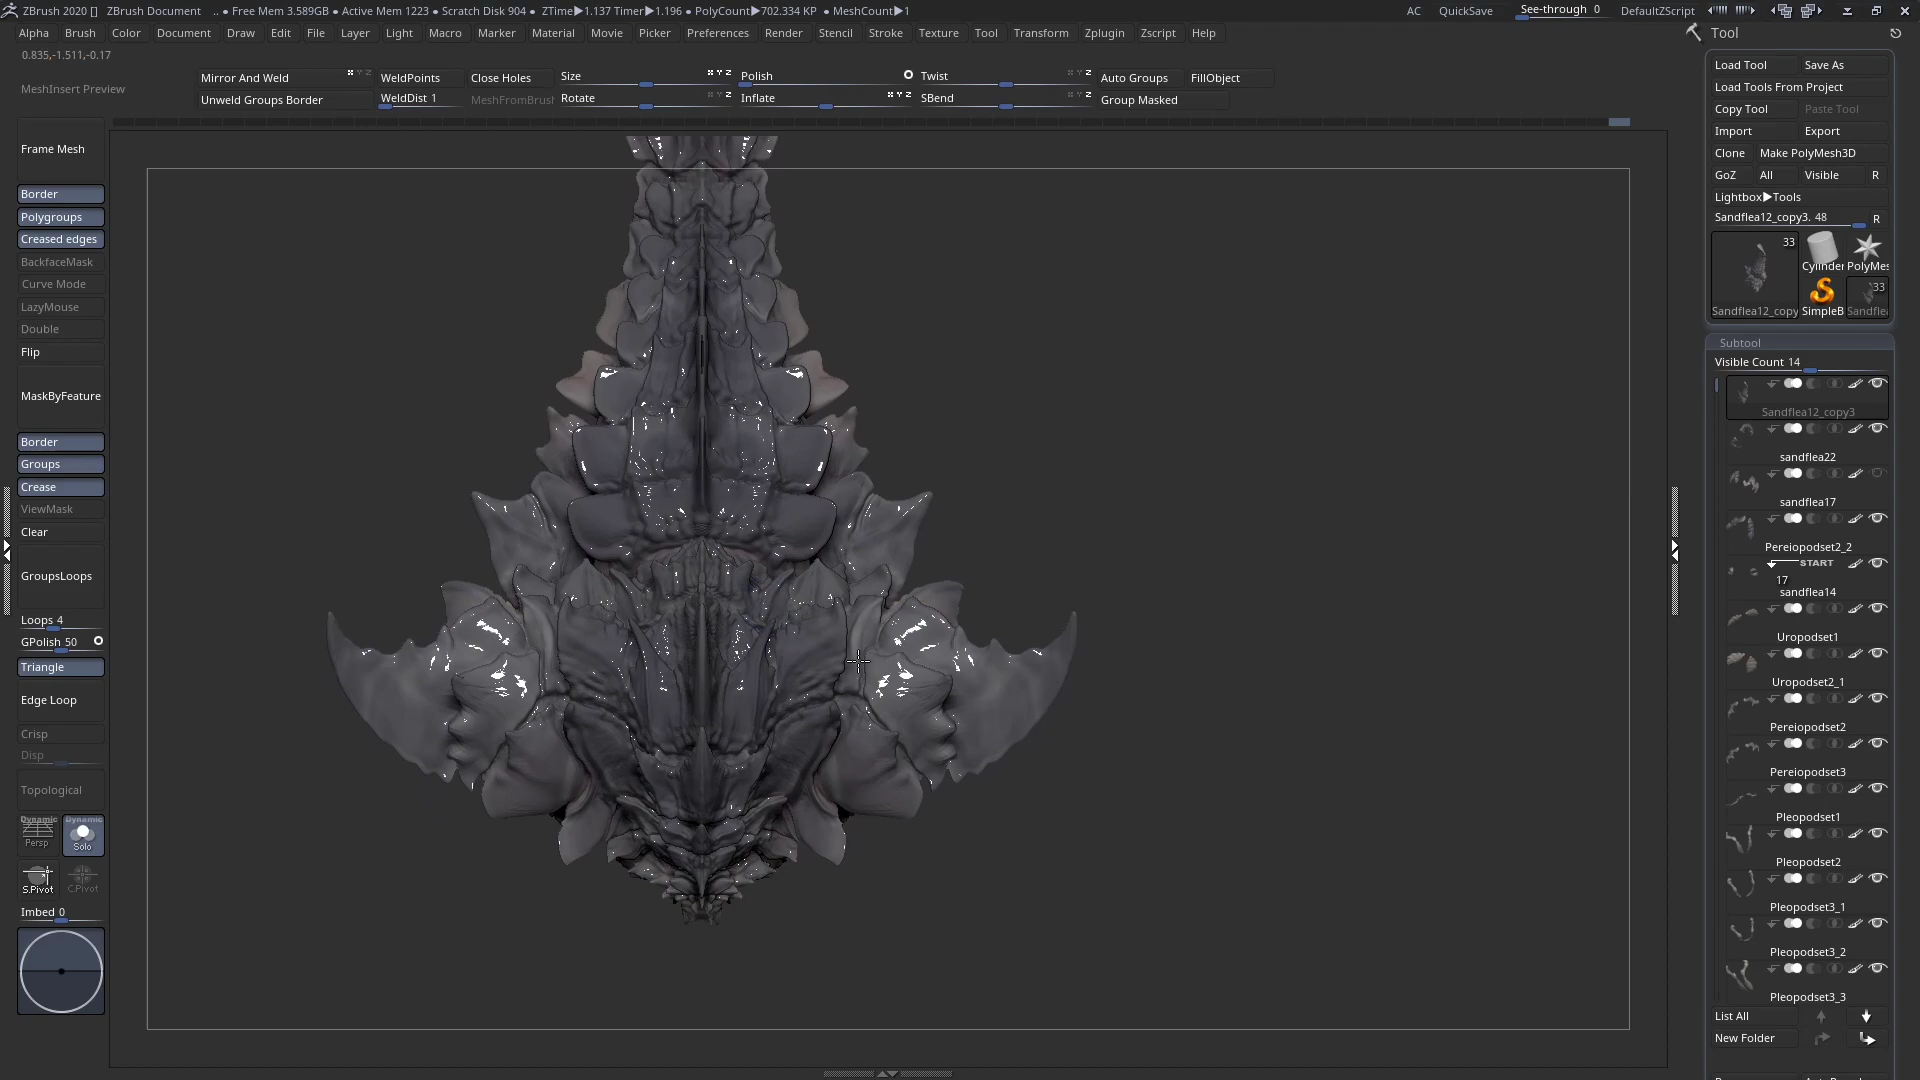 ZBrush 2020 [] ZBrush Document .. • Free Mem 3.589GB • Active Mem 1223 • Scratch Disk 904 • ZTime▶1.137 Timer▶1.196 • PolyCount▶702.334 KP • MeshCount▶1 AC QuickSave See-through 0 DefaultZScript
Alpha Brush Color Document Draw Edit File Layer Light Macro Marker Material Movie Picker Preferences Render Stencil Stroke Texture Tool Transform Zplugin Zscript Help
0.835,-1.511,-0.17
MeshInsert Preview
Mirror And Weld WeldPoints Close Holes Size Polish Twist Auto Groups FillObject
Unweld Groups Border WeldDist 1 MeshFromBrush Rotate Inflate SBend Group Masked
Frame Mesh
Border
Polygroups
Creased edges
BackfaceMask
Curve Mode
LazyMouse
Double
Flip
MaskByFeature
Border
Groups
Crease
ViewMask
Clear
GroupsLoops
Loops 4
GPolish 50
Triangle
Edge Loop
Crisp
Disp
Topological
Dynamic Dynamic
Persp Solo
S.Pivot C.Pivot
Imbed 0
Tool
Load Tool Save As
Load Tools From Project
Copy Tool Paste Tool
Import Export
Clone Make PolyMesh3D
GoZ All Visible R
Lightbox▶Tools
Sandflea12_copy3. 48 R
33
Cylinder PolyMes
33
Sandflea12_copy SimpleB Sandflea
Subtool
Visible Count 14
Sandflea12_copy3
sandflea22
sandflea17
Pereiopodset2_2
START
17
sandflea14
Uropodset1
Uropodset2_1
Pereiopodset2
Pereiopodset3
Pleopodset1
Pleopodset2
Pleopodset3_1
Pleopodset3_2
Pleopodset3_3
List All
New Folder